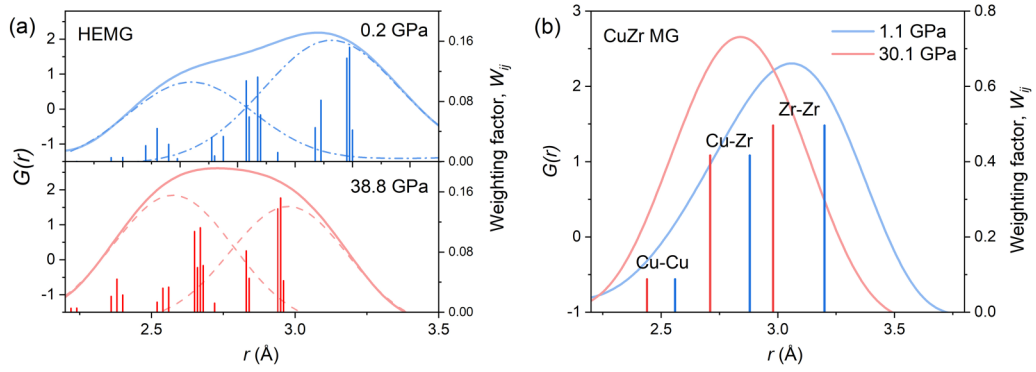 (a)
HEMG
0.2 GPa
2
1
0
-1
0.16
0.08
0.00
38.8 GPa
2
1
0
-1
0.16
0.08
0.00
G(r)
Weighting factor, Wij
2.5
3.0
3.5
r (Å)
(b)
CuZr MG
1.1 GPa
30.1 GPa
Zr-Zr
Cu-Zr
Cu-Cu
3
2
1
0
-1
G(r)
0.8
0.6
0.4
0.2
0.0
Weighting factor, Wij
2.5
3.0
3.5
r (Å)